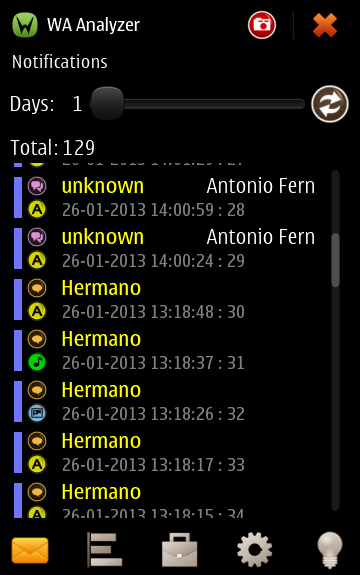 WA Analyzer
Notifications
Days: 1
Total: 129
unknown Antonio Fern
26-01-2013 14:00:59 : 28
unknown Antonio Fern
A 26-01-2013 14:00:24 : 29
Hermano
A 26-01-2013 13:18:48 : 30
Hermano
26-01-2013 13:18:37 : 31
Hermano
26-01-2013 13:18:26 : 32
Hermano
A 26-01-2013 13:18:17 : 33
Hermano
A 26-01-2013 13:18:15 : 34